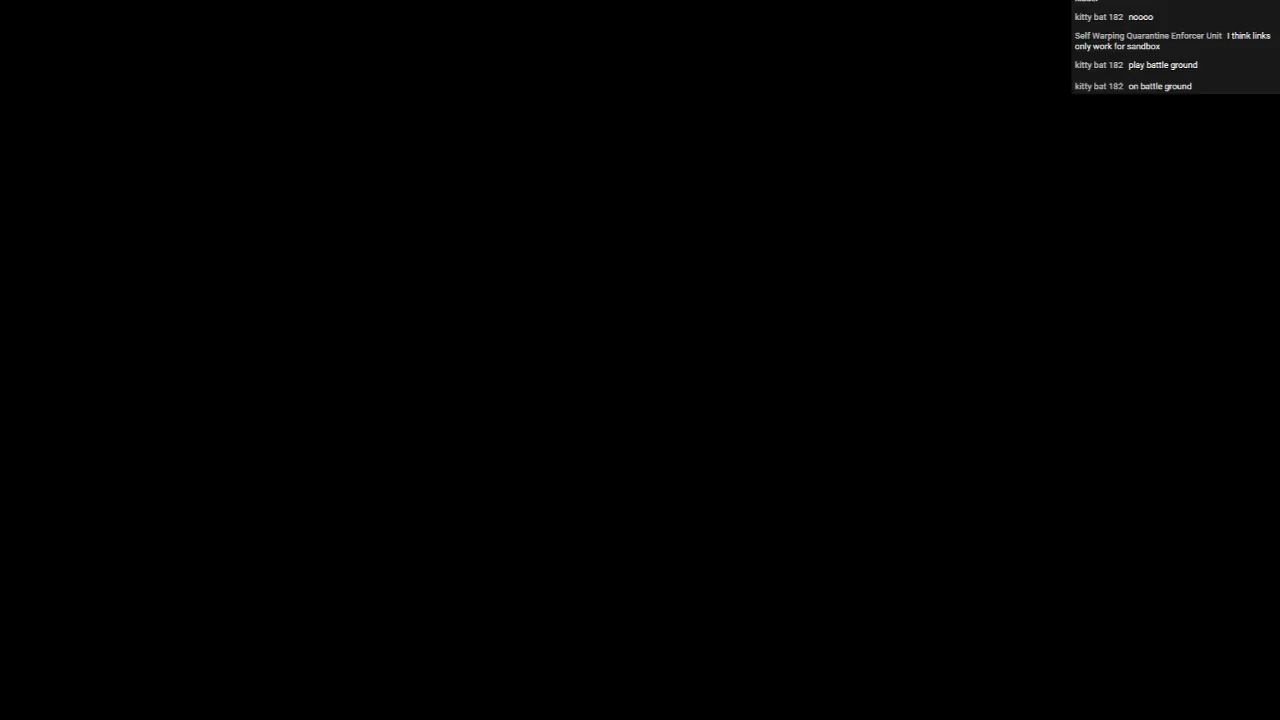 kitty bat 182 noooo
Self Warping Quarantine Enforcer Unit I think links
only work for sandbox
kitty bat 182 play battle ground
kitty bat 182 on battle ground